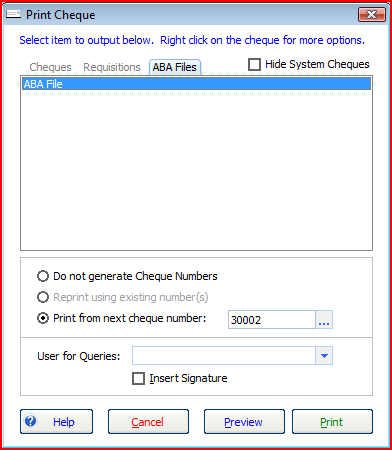 Print Cheque
Select item to output below. Right click on the cheque for more options.
Cheques Requisitions ABA Files Hide System Cheques
ABA File
Do not generate Cheque Numbers
Reprint using existing number(s)
Print from next cheque number: 30002 ...
User for Queries:
Insert Signature
? Help Cancel Preview Print